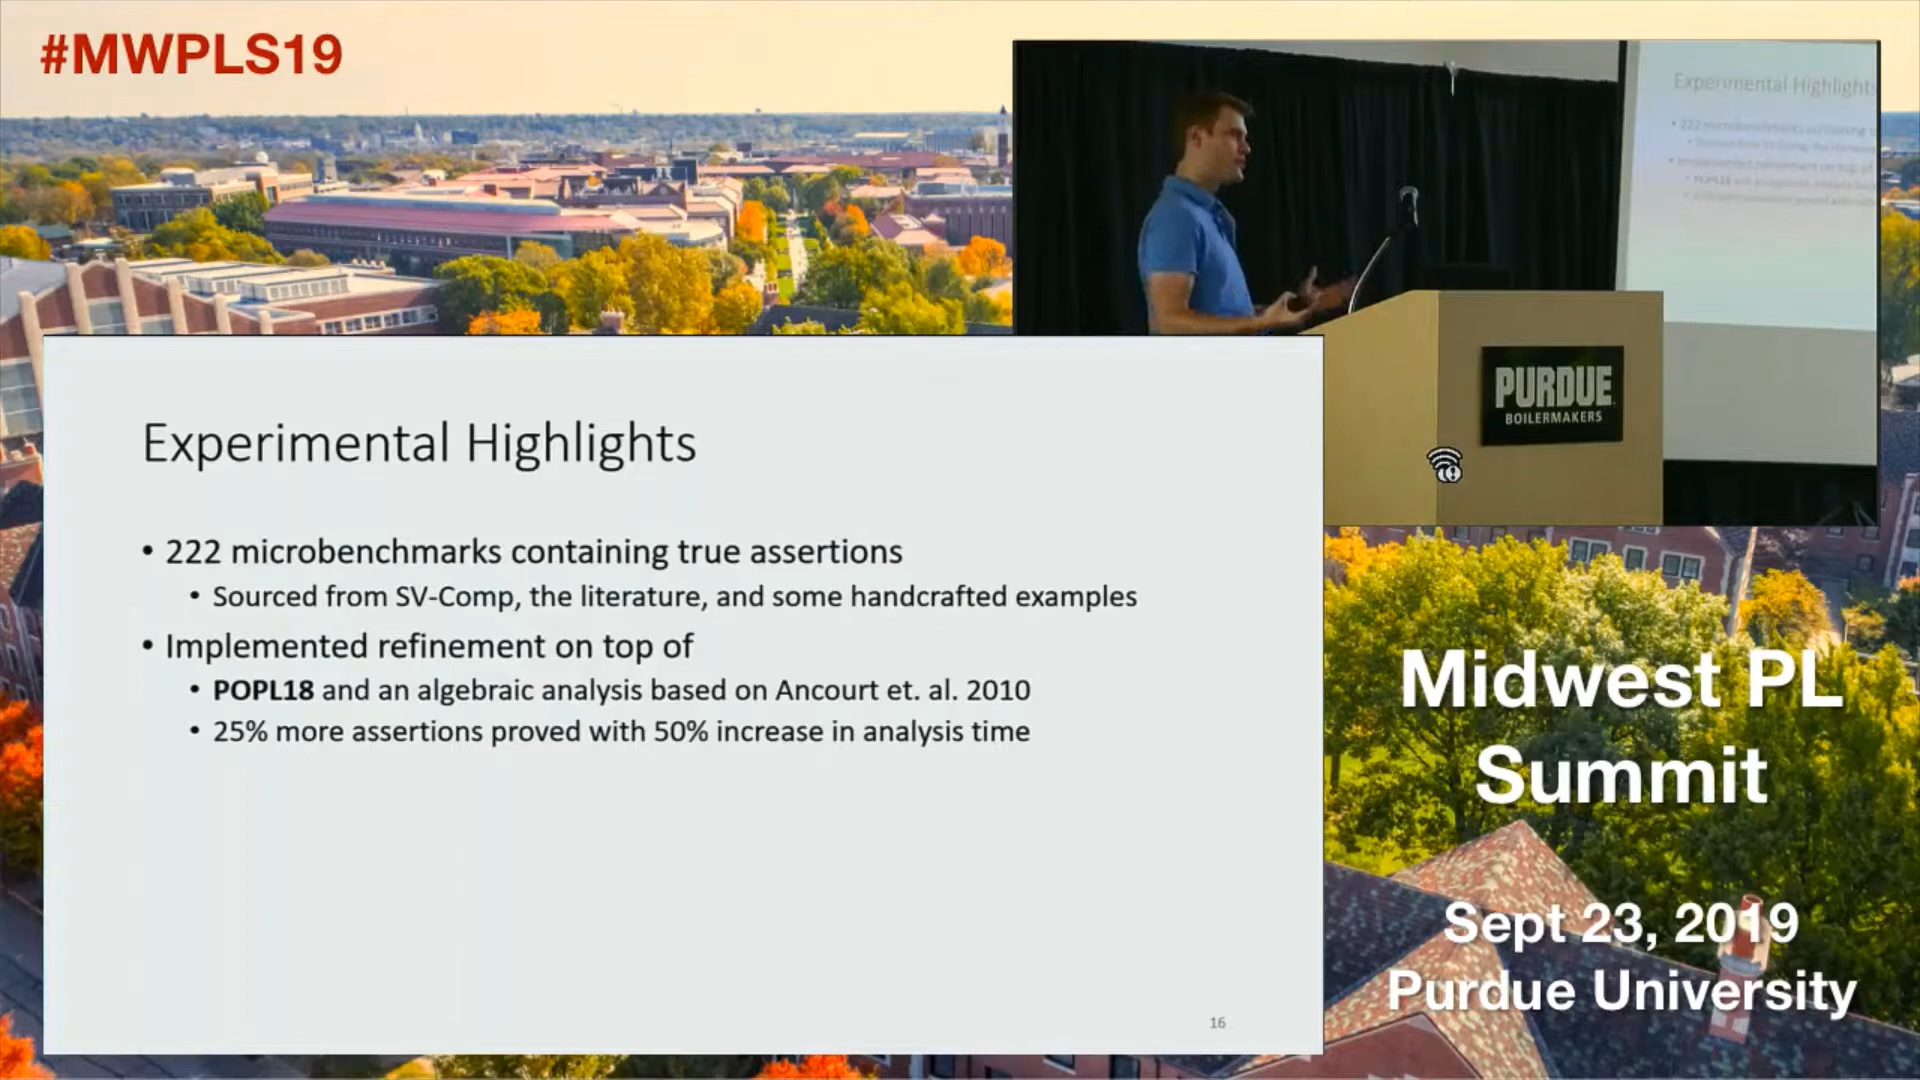 #MWPLS19
Experimental Highlights
PURDUE
BOILERMAKERS
Experimental Highlights
• 222 microbenchmarks containing true assertions
• Sourced from SV-Comp, the literature, and some handcrafted examples
• Implemented refinement on top of
• POPL18 and an algebraic analysis based on Ancourt et. al. 2010
• 25% more assertions proved with 50% increase in analysis time
16
Midwest PL
Summit
Sept 23, 2019
Purdue University